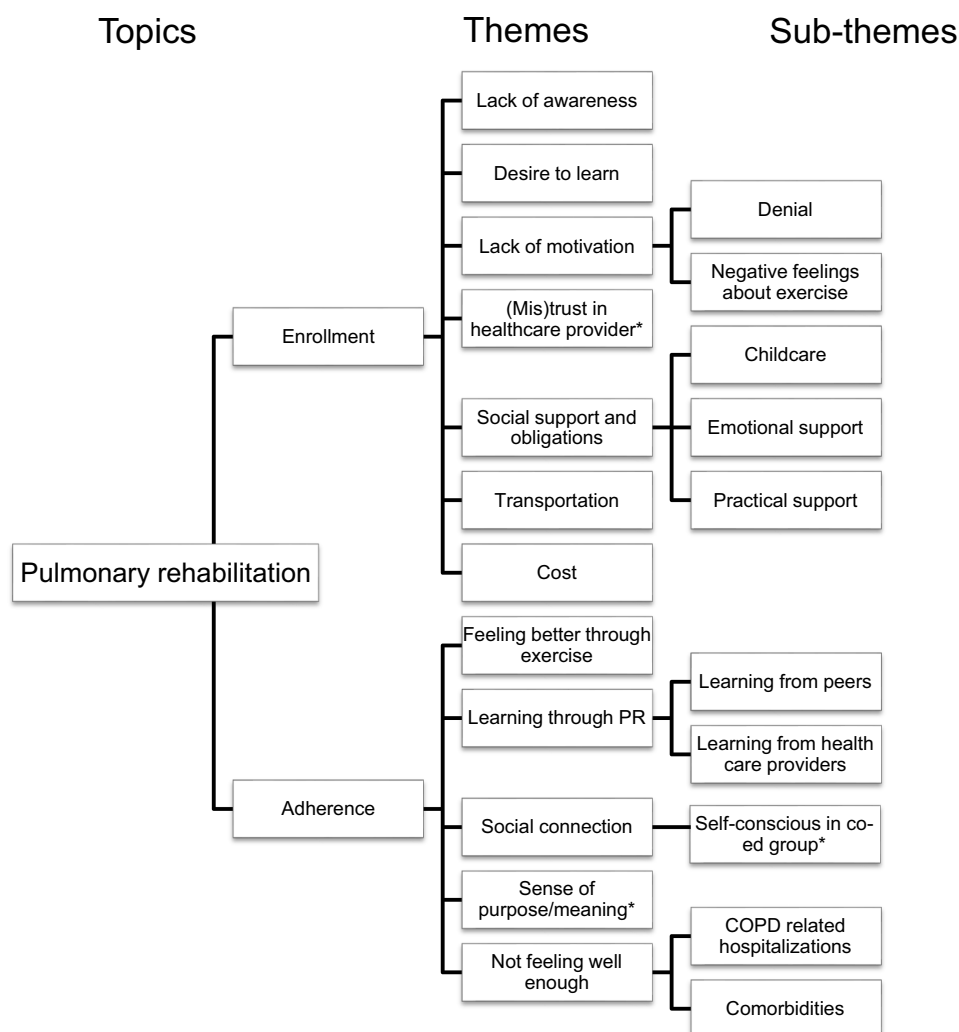 Topics
Themes
Sub-themes
Pulmonary rehabilitation
Enrollment
Lack of awareness
Desire to learn
Lack of motivation
Denial
Negative feelings
about exercise
(Mis)trust in
healthcare provider*
Social support and
obligations
Childcare
Emotional support
Practical support
Transportation
Cost
Adherence
Feeling better through
exercise
Learning through PR
Learning from peers
Learning from health
care providers
Social connection
Self-conscious in co-
ed group*
Sense of
purpose/meaning*
Not feeling well
enough
COPD related
hospitalizations
Comorbidities